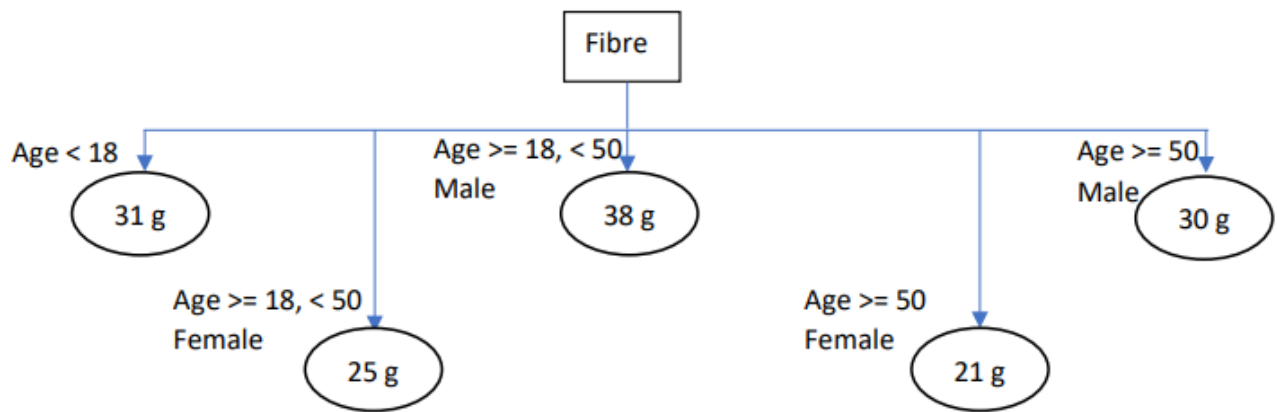 Fibre
Age < 18
31 g
Age >= 18, < 50
Male
38 g
Age >= 50
Male
30 g
Age >= 18, < 50
Female
25 g
Age >= 50
Female
21 g